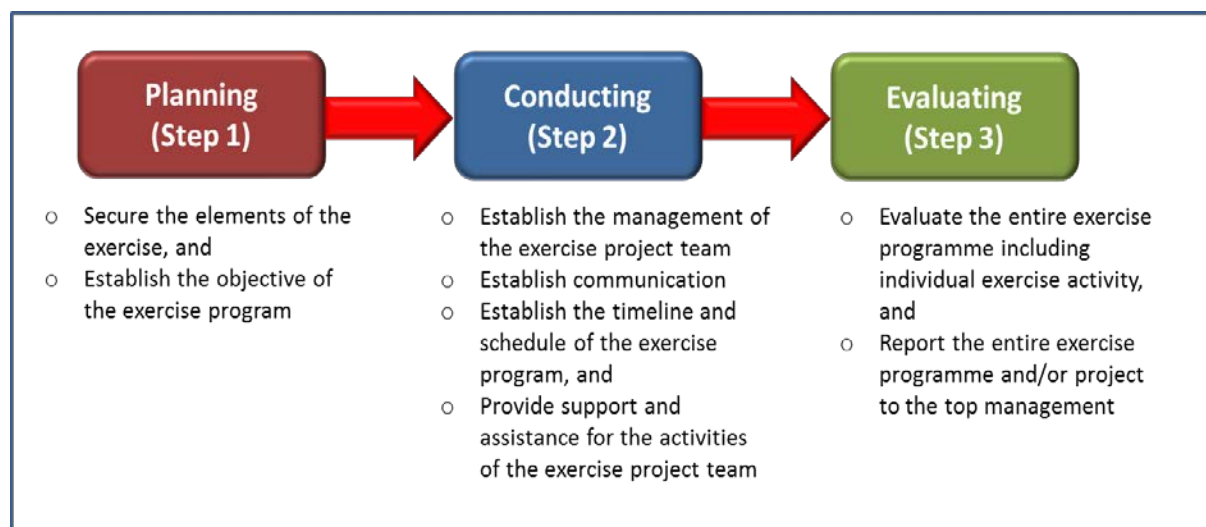 Planning
(Step 1)
○ Secure the elements of the
exercise, and
○ Establish the objective of
the exercise program
Conducting
(Step 2)
○ Establish the management of
the exercise project team
○ Establish communication
○ Establish the timeline and
schedule of the exercise
program, and
○ Provide support and
assistance for the activities
of the exercise project team
Evaluating
(Step 3)
○ Evaluate the entire exercise
programme including
individual exercise activity,
and
○ Report the entire exercise
programme and/or project
to the top management